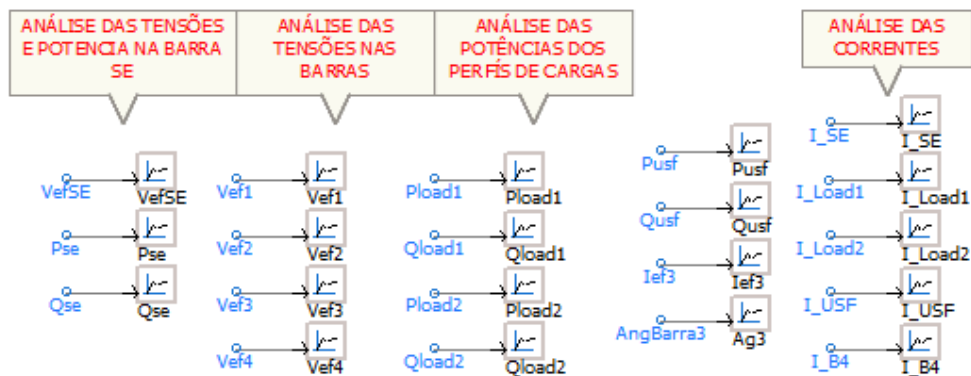 ANÁLISE DAS TENSÕES
E POTENCIA NA BARRA
SE
ANÁLISE DAS
TENSÕES NAS
BARRAS
ANÁLISE DAS
POTÊNCIAS DOS
PERFÍS DE CARGAS
ANÁLISE DAS
CORRENTES
VefSE
VefSE
Pse
Pse
Qse
Qse
Vef1
Vef1
Vef2
Vef2
Vef3
Vef3
Vef4
Vef4
Pload1
Pload1
Qload1
Qload1
Pload2
Pload2
Qload2
Qload2
Pusf
Pusf
Qusf
Qusf
Ief3
Ief3
AngBarra3
Ag3
I_SE
I_SE
I_Load1
I_Load1
I_Load2
I_Load2
I_USF
I_USF
I_B4
I_B4